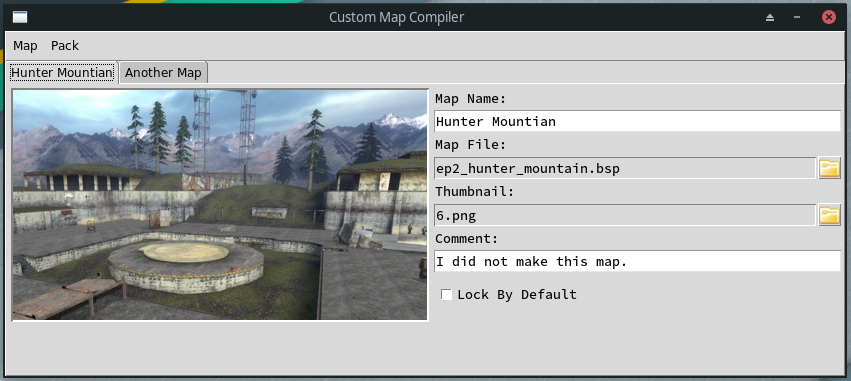 Custom Map Compiler
Map Pack
Hunter Mountian Another Map
Map Name:
Hunter Mountian
Map File:
ep2_hunter_mountain.bsp
Thumbnail:
6.png
Comment:
I did not make this map.
Lock By Default